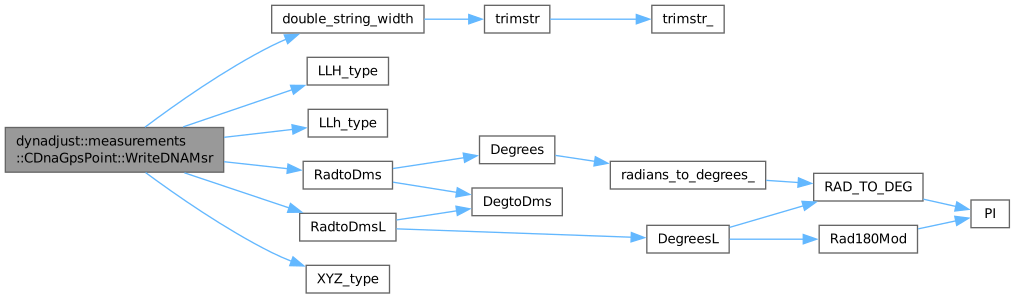 dynadjust::measurements
::CDnaGpsPoint::WriteDNAMsr
double_string_width
trimstr
trimstr_
LLH_type
LLh_type
RadtoDms
Degrees
radians_to_degrees_
RAD_TO_DEG
PI
DegtoDms
RadtoDmsL
DegreesL
Rad180Mod
XYZ_type